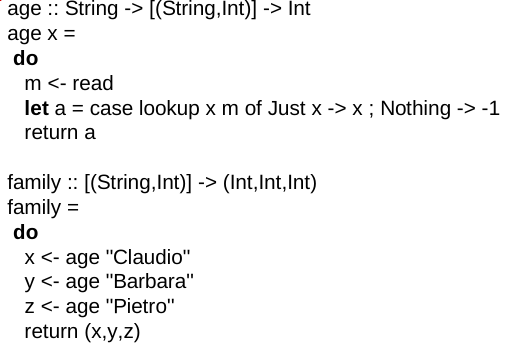 age :: String -> [(String,Int)] -> Int
age x =
do
m <- read
let a = case lookup x m of Just x -> x ; Nothing -> -1
return a
family :: [(String,Int)] -> (Int,Int,Int)
family =
do
x <- age "Claudio"
y <- age "Barbara"
z <- age "Pietro"
return (x,y,z)